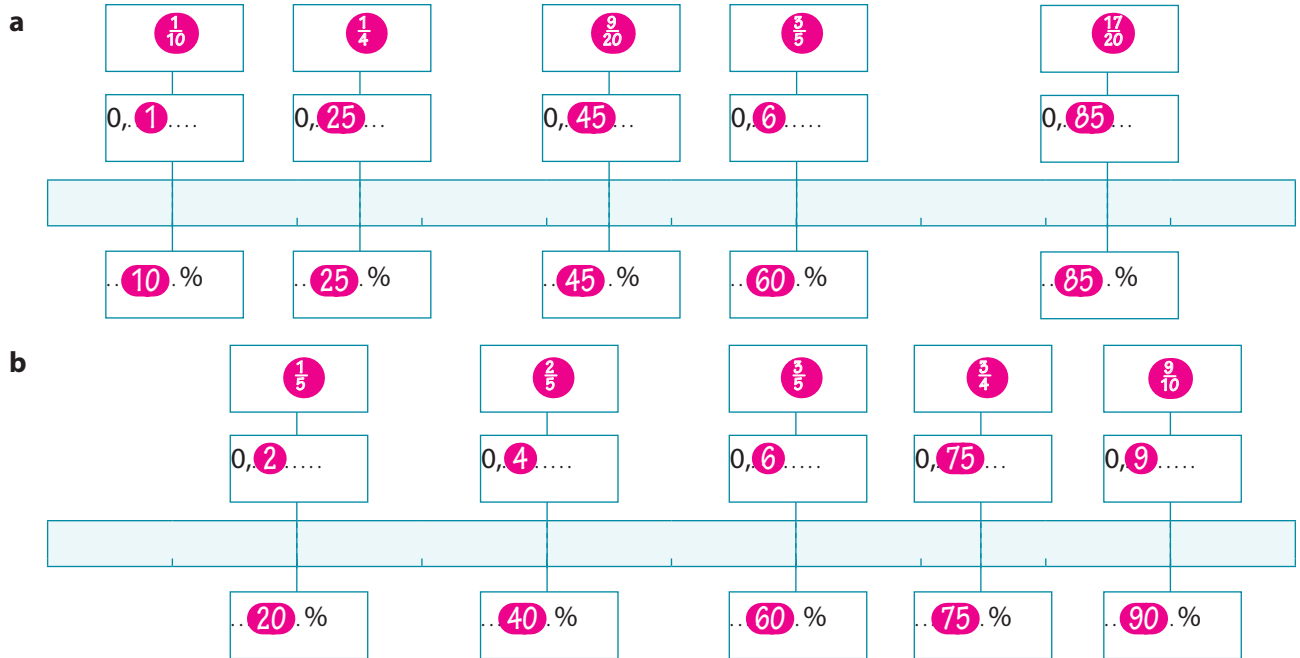 a
1/10 1/4 9/20 3/5 17/20
0,..1.... 0,.25... 0,.45... 0,.6..... 0,.85...
..10.% ..25.% ..45.% ..60.% ..85.%
b
1/5 2/5 3/5 3/4 9/10
0,.2..... 0,.4..... 0,.6..... 0,.75... 0,.9.....
..20.% ..40.% ..60.% ..75.% ..90.%